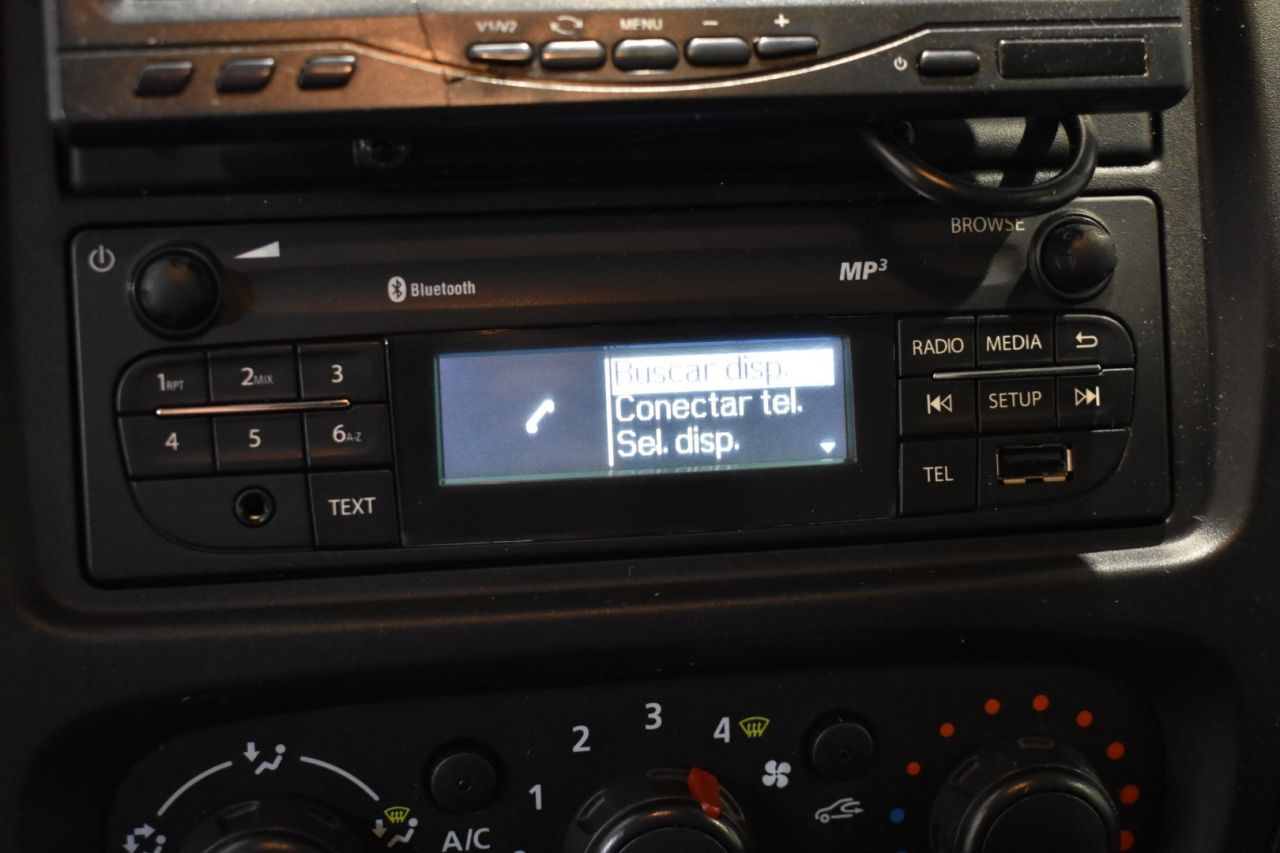 V1/V2 MENU − +
BROWSE
Bluetooth
MP3
1RPT 2MIX 3
4 5 6A-Z
TEXT
Buscar disp.
Conectar tel.
Sel. disp.
RADIO MEDIA
SETUP
TEL
1 2 3 4
A/C